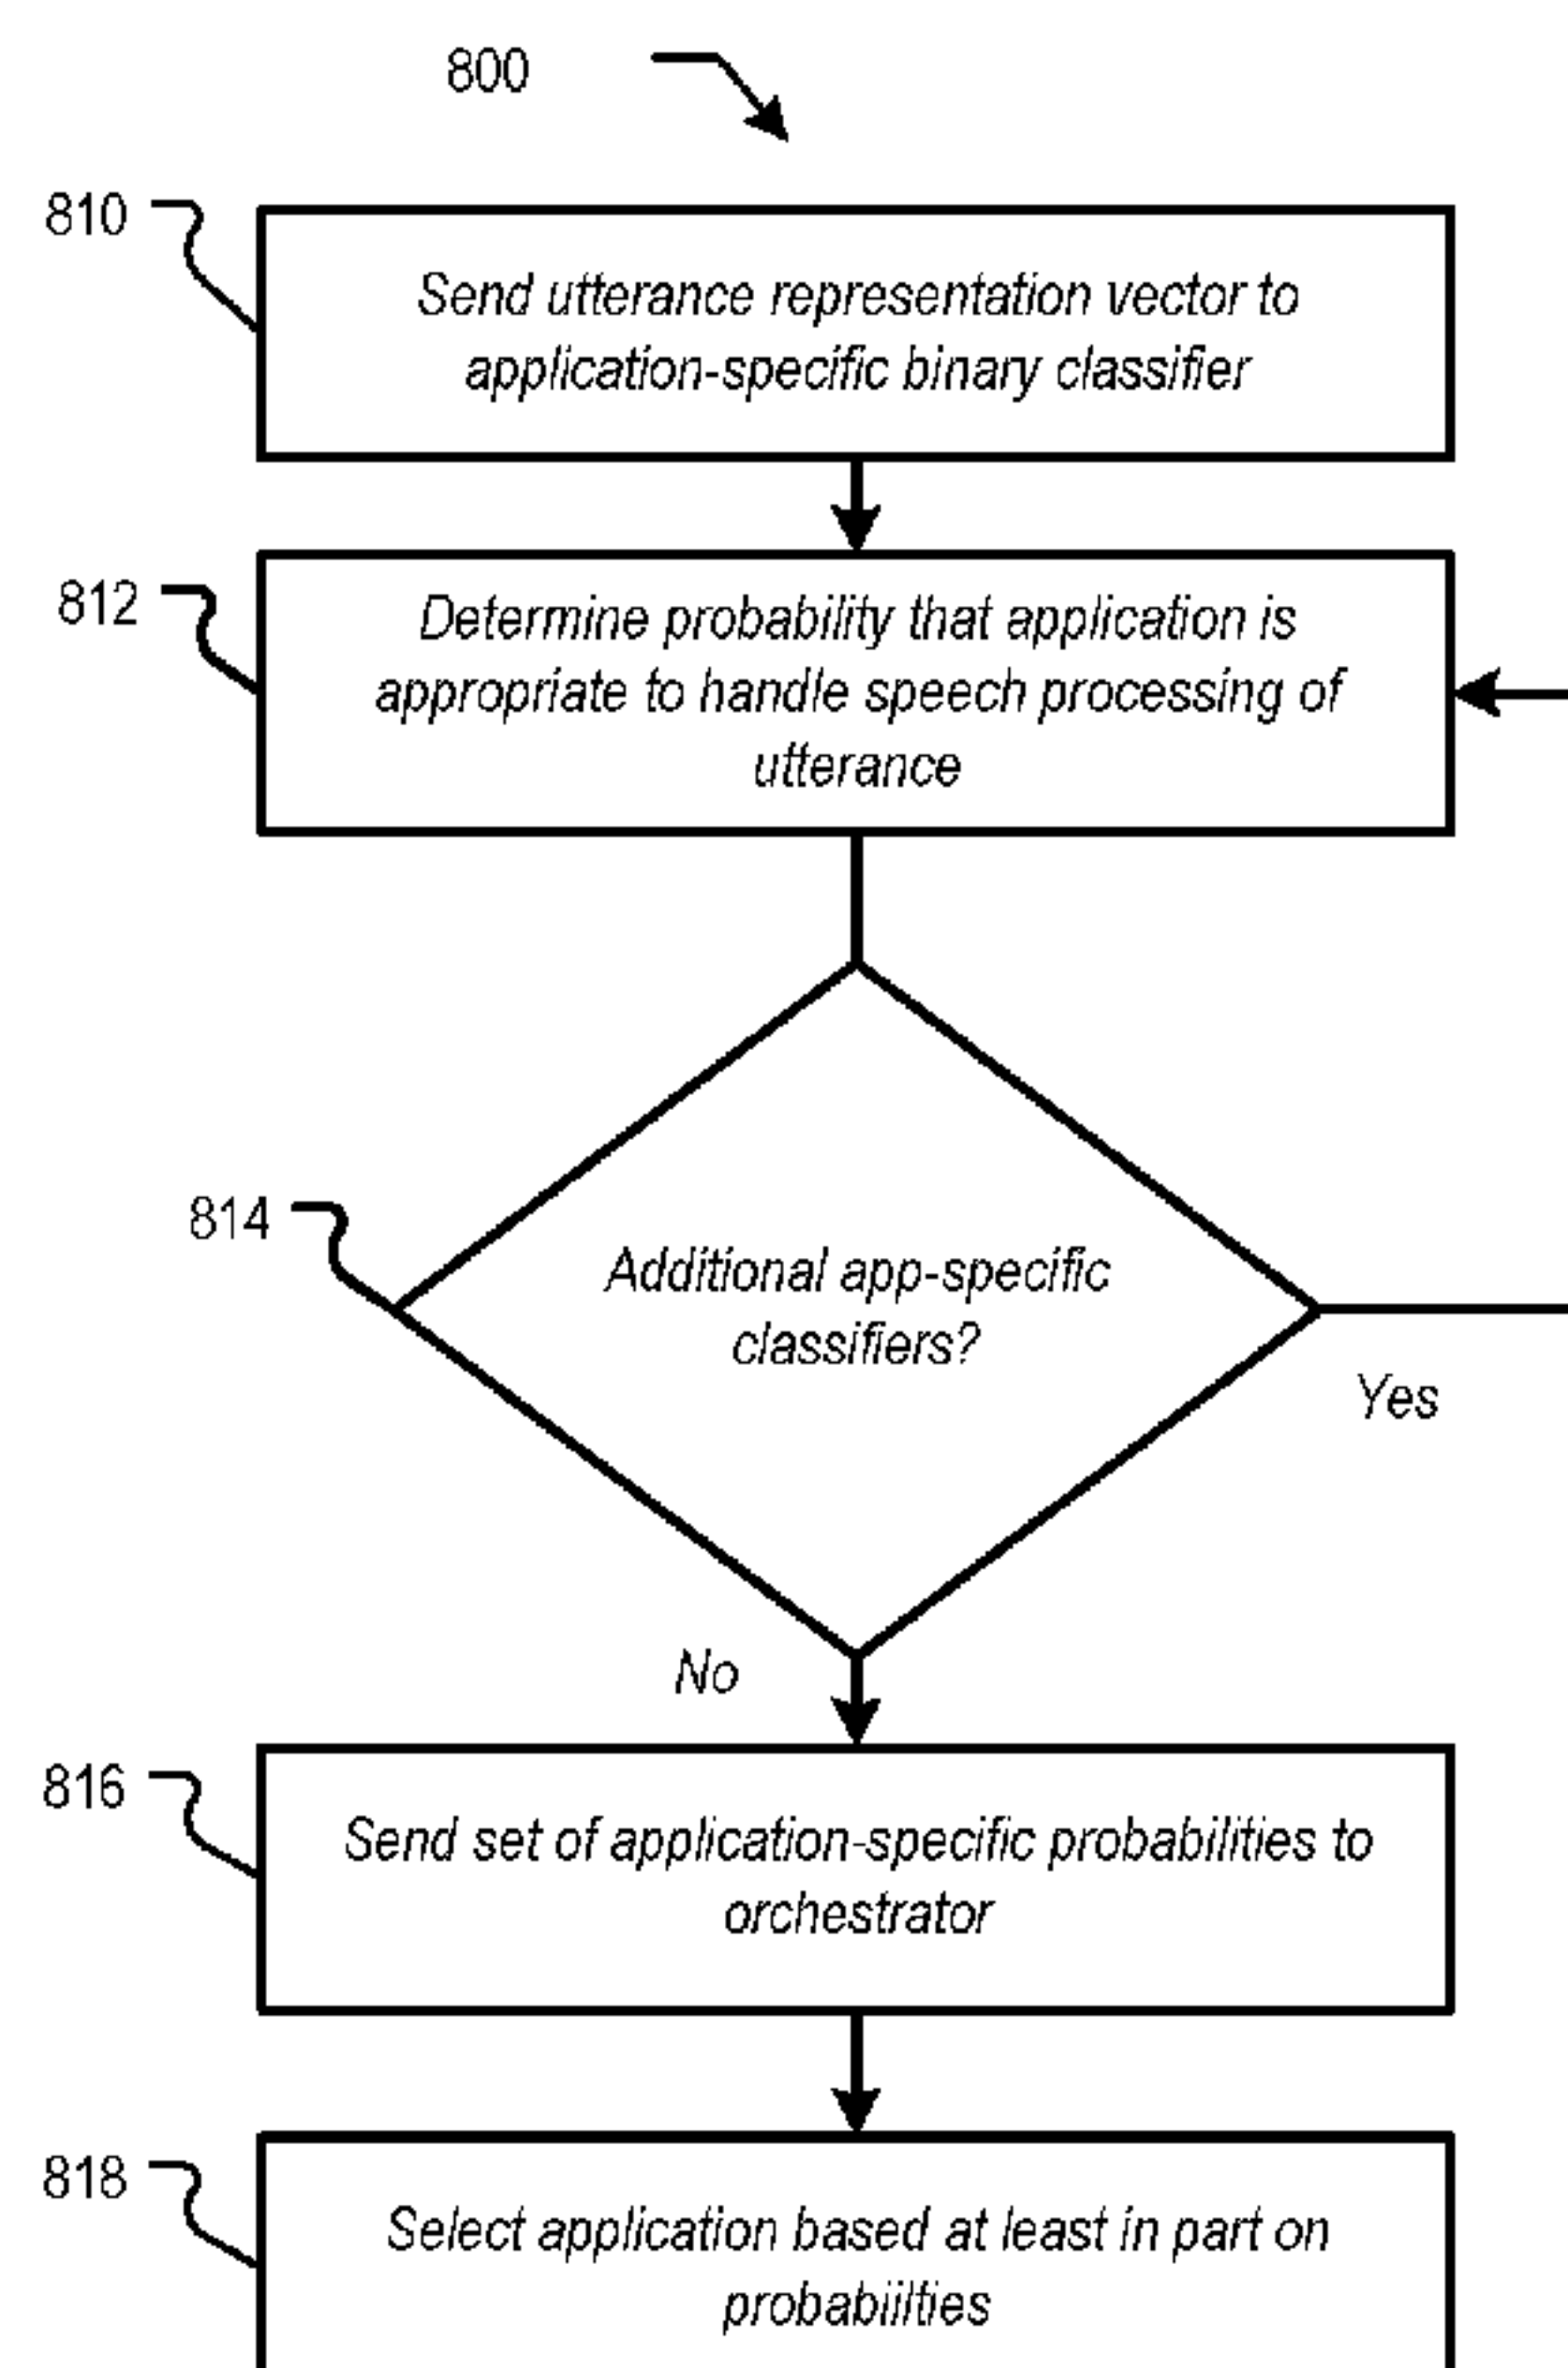 800
810
Send utterance representation vector to
application-specific binary classifier
812
Determine probability that application is
appropriate to handle speech processing of
utterance
814
Additional app-specific
classifiers?
Yes
No
816
Send set of application-specific probabilities to
orchestrator
818
Select application based at least in part on
probabiilties